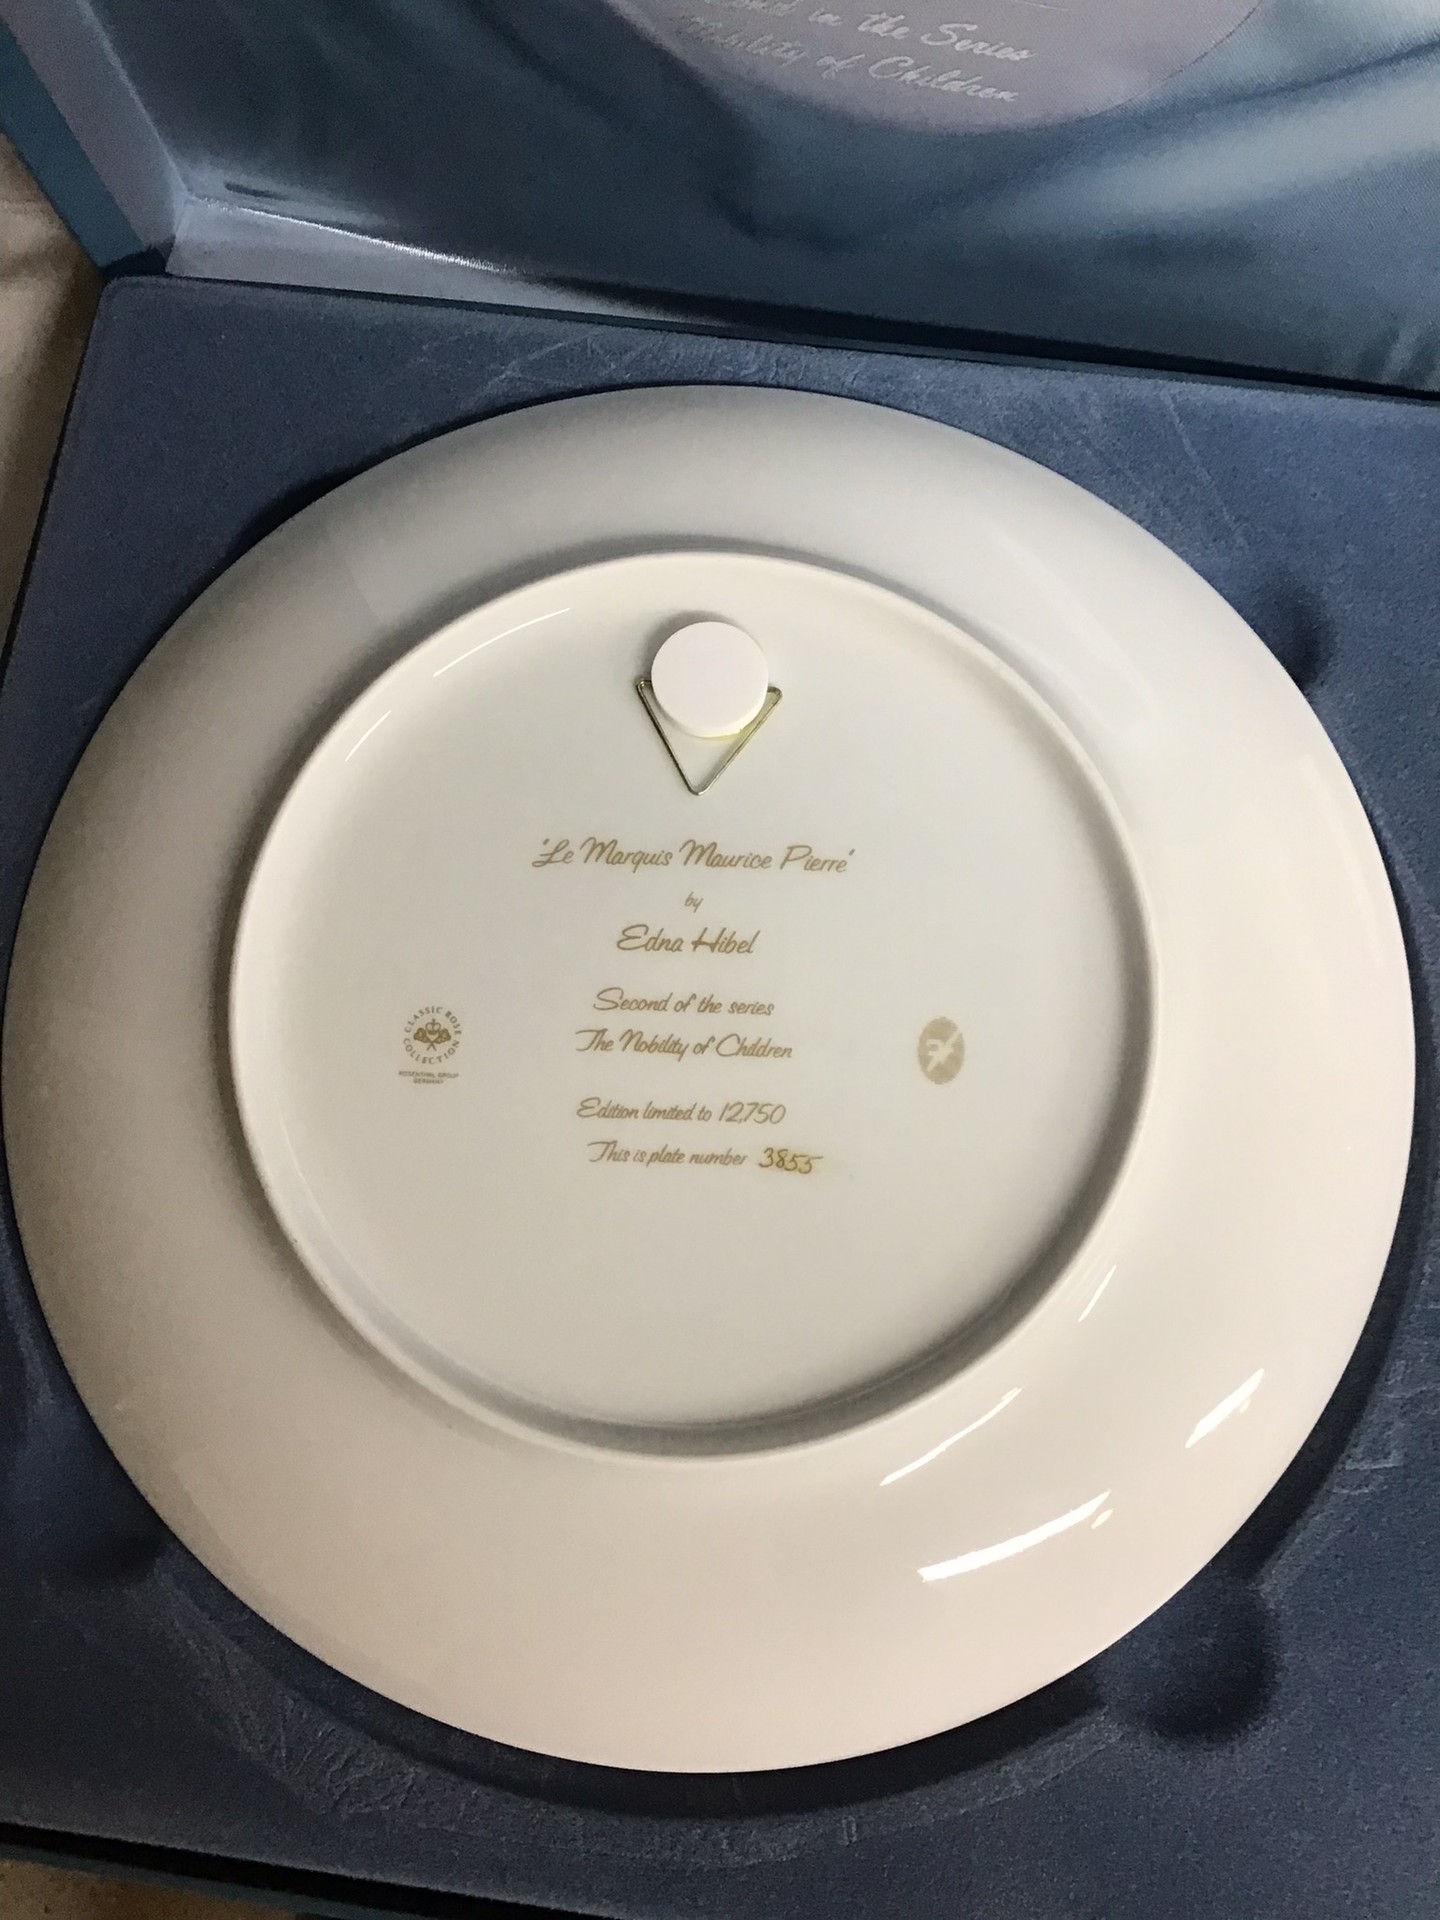 in the Series
Nobility of Children
'Le Marquis Maurice Pierre'
by
Edna Hibel
Second of the series
The Nobility of Children
Edition limited to 12,750
This is plate number 3855
CLASSIC ROSE
COLLECTION
ROSENTHAL GROUP
GERMANY